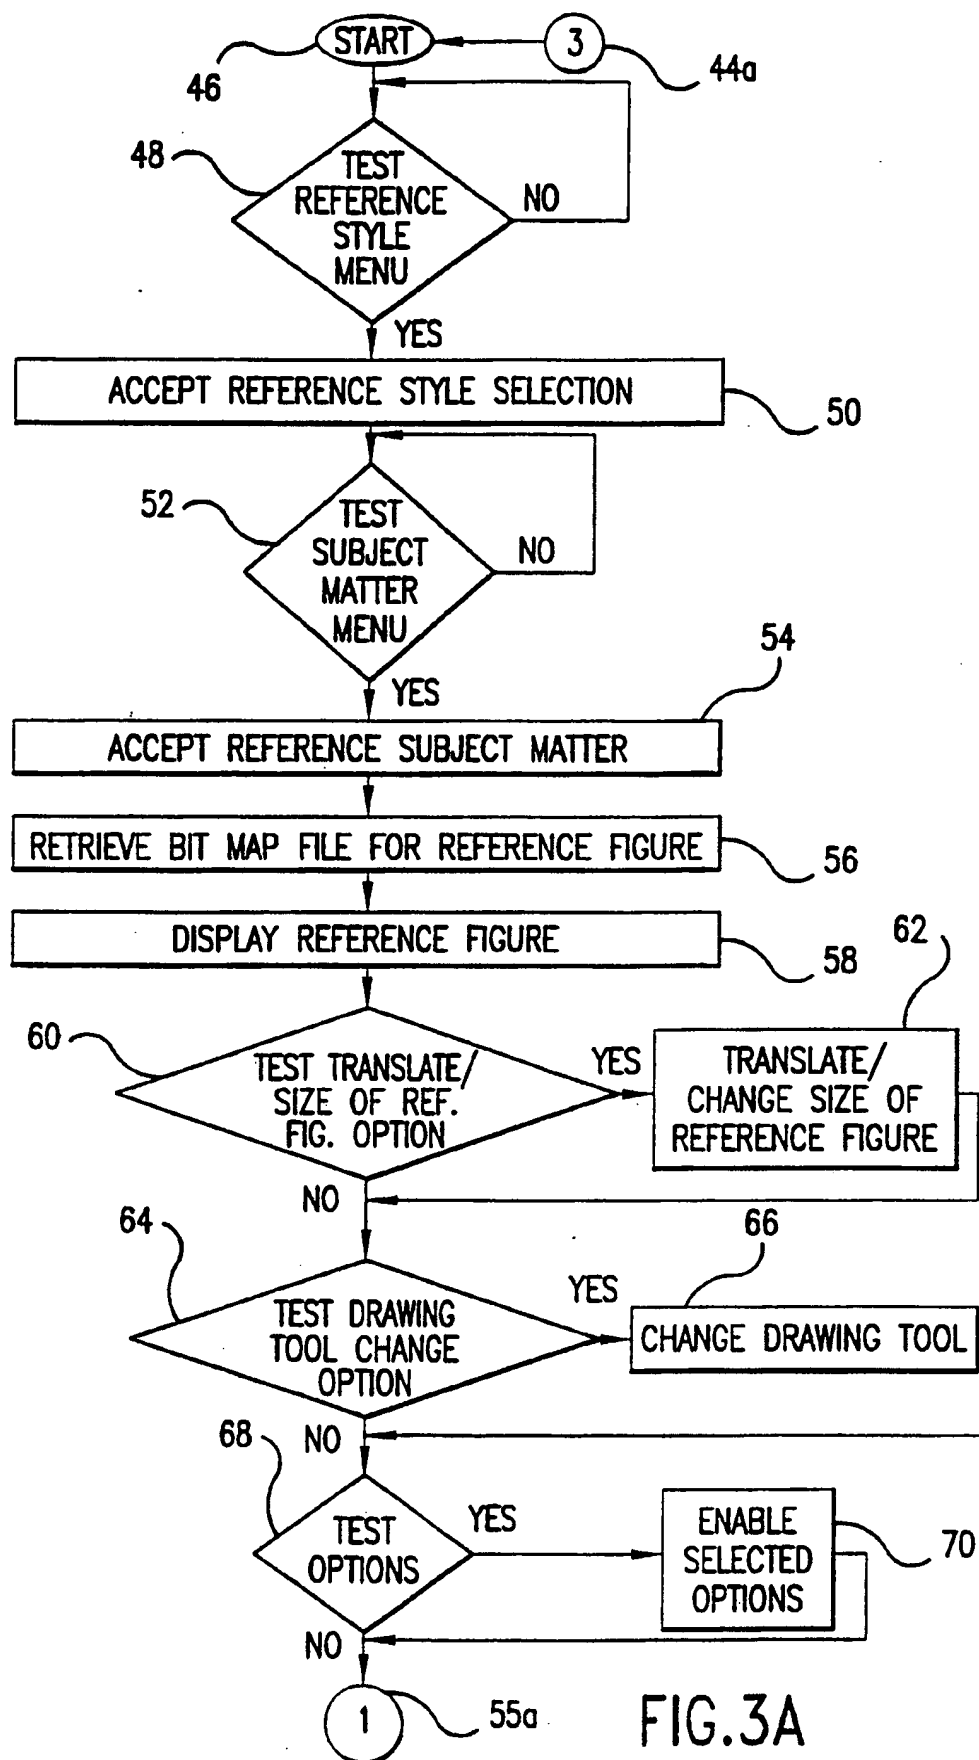 START
3
46
44a
48
TEST
REFERENCE
STYLE
MENU
NO
YES
ACCEPT REFERENCE STYLE SELECTION
50
52
TEST
SUBJECT
MATTER
MENU
NO
54
YES
ACCEPT REFERENCE SUBJECT MATTER
RETRIEVE BIT MAP FILE FOR REFERENCE FIGURE
56
DISPLAY REFERENCE FIGURE
58
62
60
TEST TRANSLATE/
SIZE OF REF.
FIG. OPTION
YES
TRANSLATE/
CHANGE SIZE OF
REFERENCE FIGURE
NO
64
66
TEST DRAWING
TOOL CHANGE
OPTION
YES
CHANGE DRAWING TOOL
NO
68
TEST
OPTIONS
YES
ENABLE
SELECTED
OPTIONS
70
NO
1
55a
FIG.3A